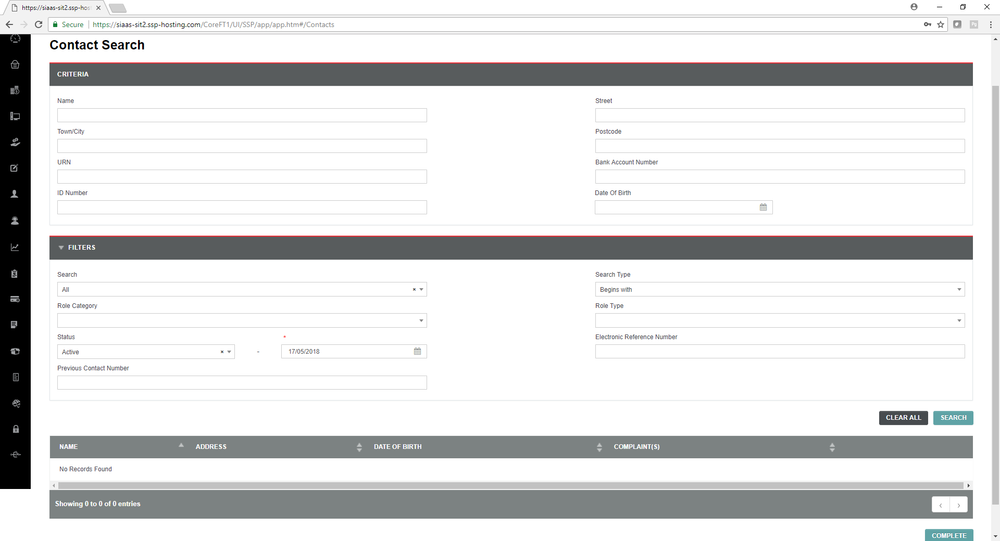 https://siaas-sit2.ssp-hos
Secure
https://siaas-sit2.ssp-hosting.com/CoreFT1/UI/SSP/app/app.htm#/Contacts
Contact Search
CRITERIA
Name
Street
Town/City
Postcode
URN
Bank Account Number
ID Number
Date Of Birth
FILTERS
Search
Search Type
All
Begins with
Role Category
Role Type
Status
*
Electronic Reference Number
Active
-
17/05/2018
Previous Contact Number
CLEAR ALL
SEARCH
NAME
ADDRESS
DATE OF BIRTH
COMPLAINT(S)
No Records Found
Showing 0 to 0 of 0 entries
COMPLETE